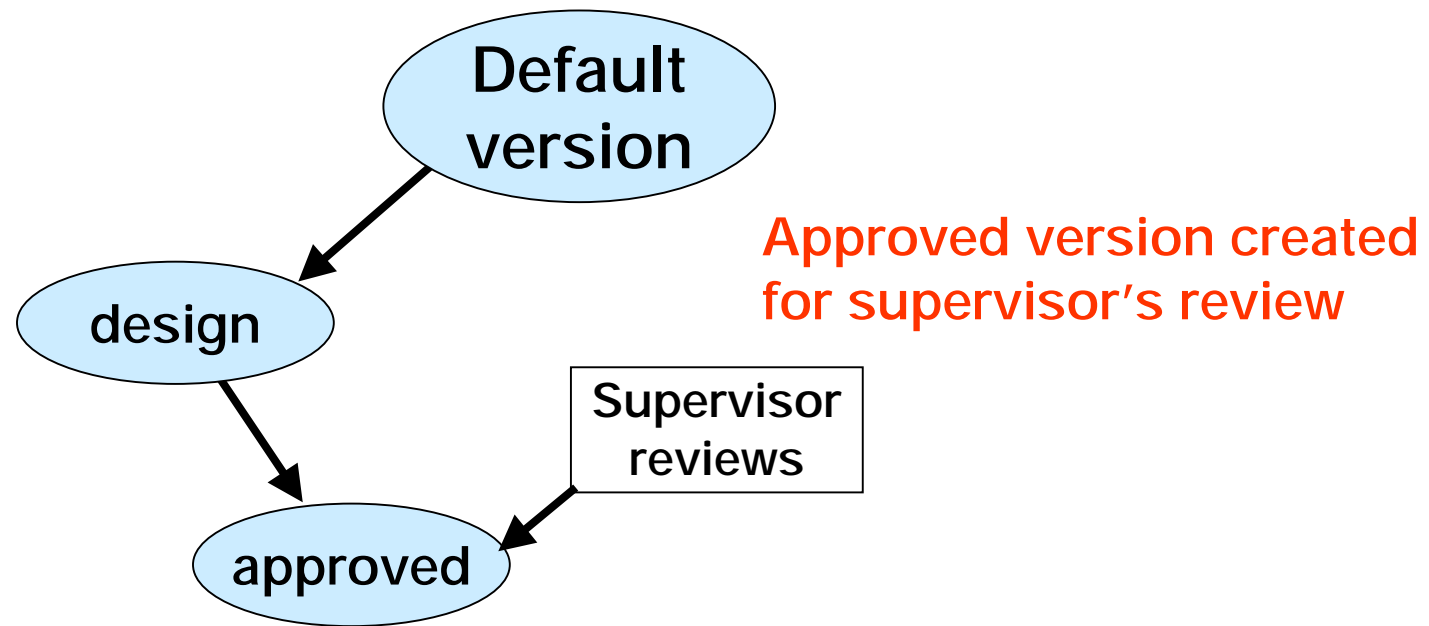 Default
version
Approved version created
for supervisor's review
design
Supervisor
reviews
approved